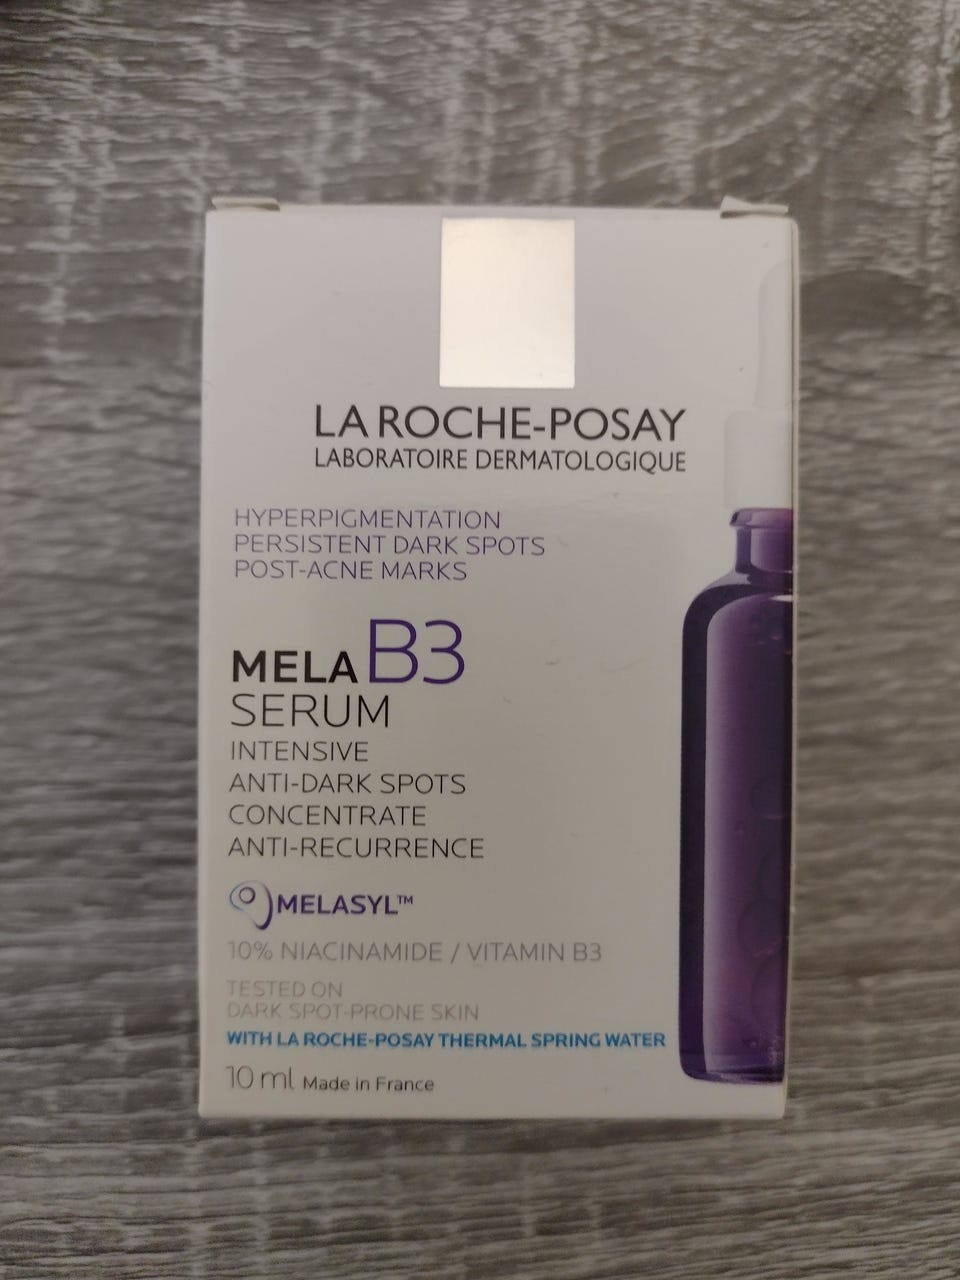 LA ROCHE-POSAY
LABORATOIRE DERMATOLOGIQUE
HYPERPIGMENTATION
PERSISTENT DARK SPOTS
POST-ACNE MARKS
MELA B3
SERUM
INTENSIVE
ANTI-DARK SPOTS
CONCENTRATE
ANTI-RECURRENCE
MELASYL™
10% NIACINAMIDE / VITAMIN B3
TESTED ON
DARK SPOT-PRONE SKIN
WITH LA ROCHE-POSAY THERMAL SPRING WATER
10 ml Made in France